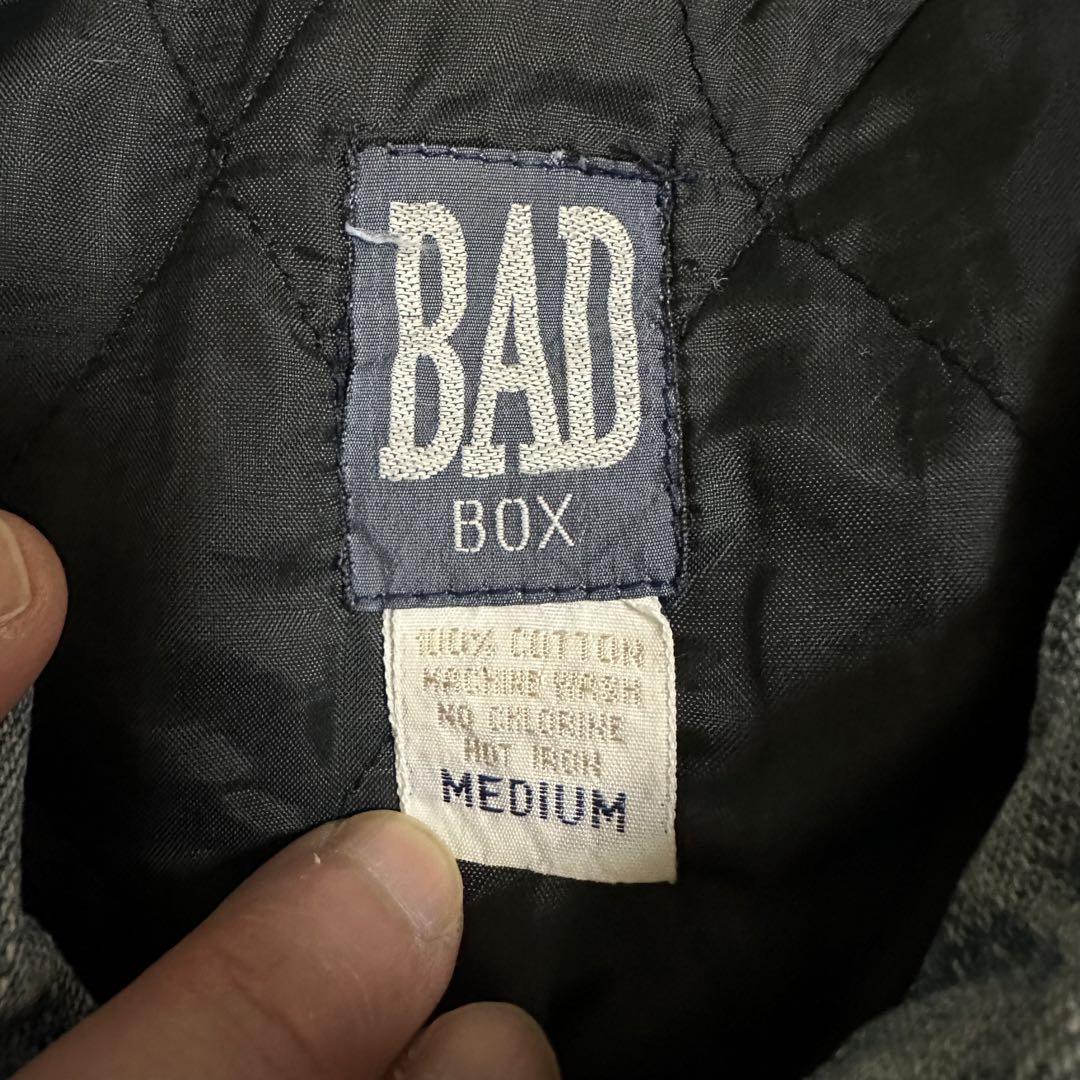 BAD
BOX
100% COTTON
MACHINE WASH
NO CHLORINE
HOT IRON
MEDIUM